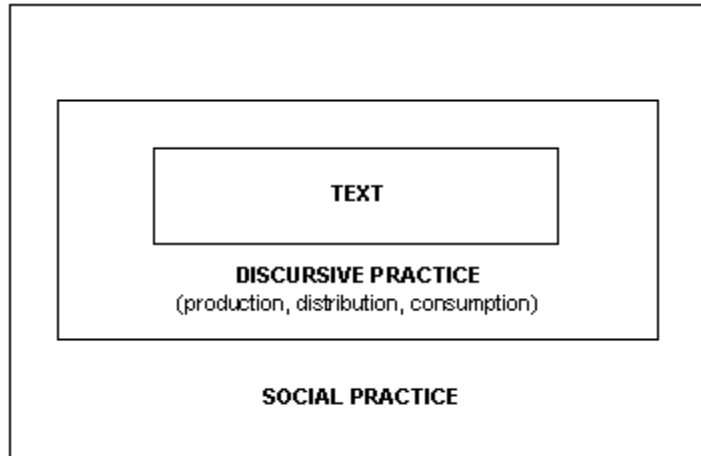 TEXT
DISCURSIVE PRACTICE
(production, distribution, consumption)
SOCIAL PRACTICE